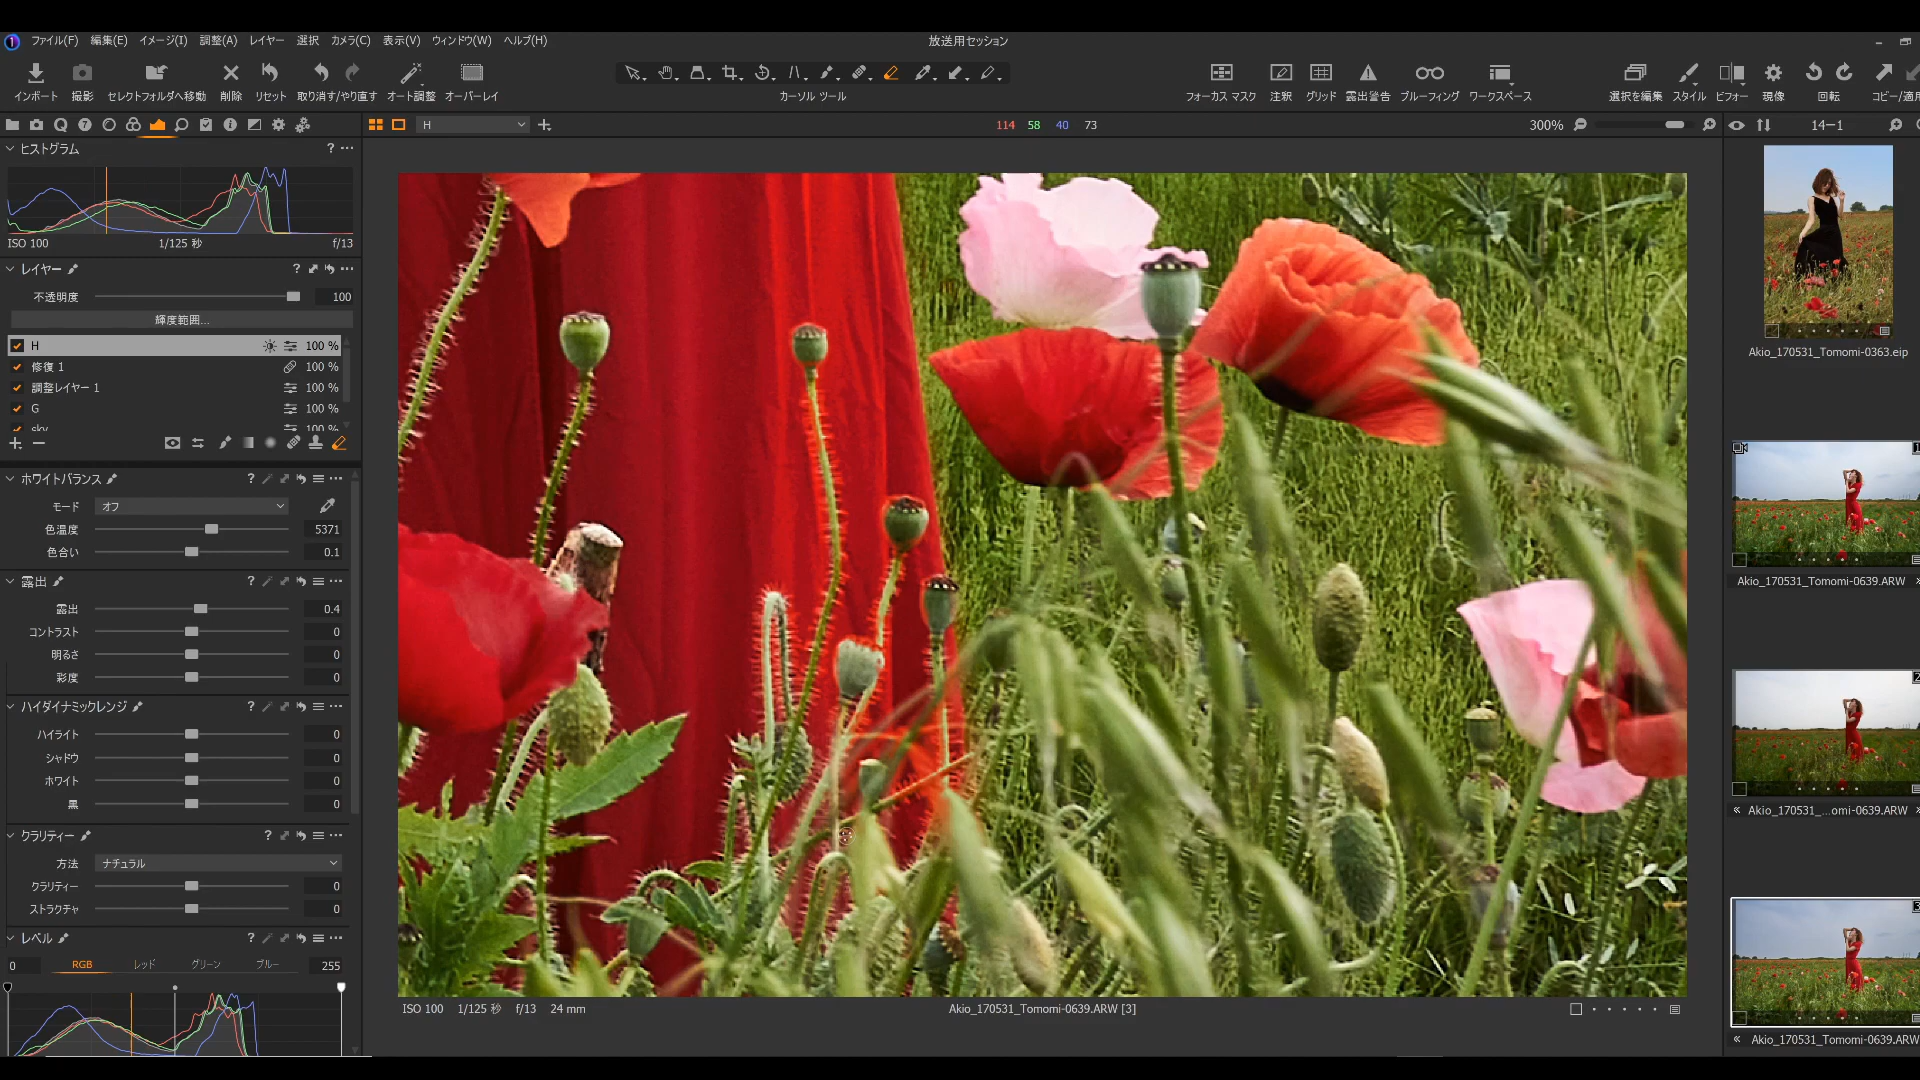 ファイル(F) 編集(E) イメージ(I) 調整(A) レイヤー 選択 カメラ(C) 表示(V) ウィンドウ(W) ヘルプ(H)
放送用セッション
インポート 撮影 セレクトフォルダへ移動 削除 リセット 取り消す/やり直す オート調整 オーバーレイ
カーソル ツール
フォーカス マスク 注釈 グリッド 露出警告 プルーフィング ワークスペース
選択を編集 スタイル ビフォー 現像 回転 コピー/適用
H
114 58 40 73
300%
14—1
ヒストグラム
ISO 100 1/125 秒 f/13
レイヤー
不透明度 100
輝度範囲...
H 100 %
修復 1 100 %
調整レイヤー 1 100 %
G 100 %
sky 100 %
ホワイトバランス
モード オフ
色温度 5371
色合い 0.1
露出
露出 0.4
コントラスト 0
明るさ 0
彩度 0
ハイダイナミックレンジ
ハイライト 0
シャドウ 0
ホワイト 0
黒 0
クラリティー
方法 ナチュラル
クラリティー 0
ストラクチャ 0
レベル
0 RGB レッド グリーン ブルー 255
ISO 100 1/125 秒 f/13 24 mm
Akio_170531_Tomomi-0639.ARW [3]
Akio_170531_Tomomi-0363.eip
Akio_170531_Tomomi-0639.ARW »
2
« Akio_170531_...omi-0639.ARW »
3
« Akio_170531_Tomomi-0639.ARW